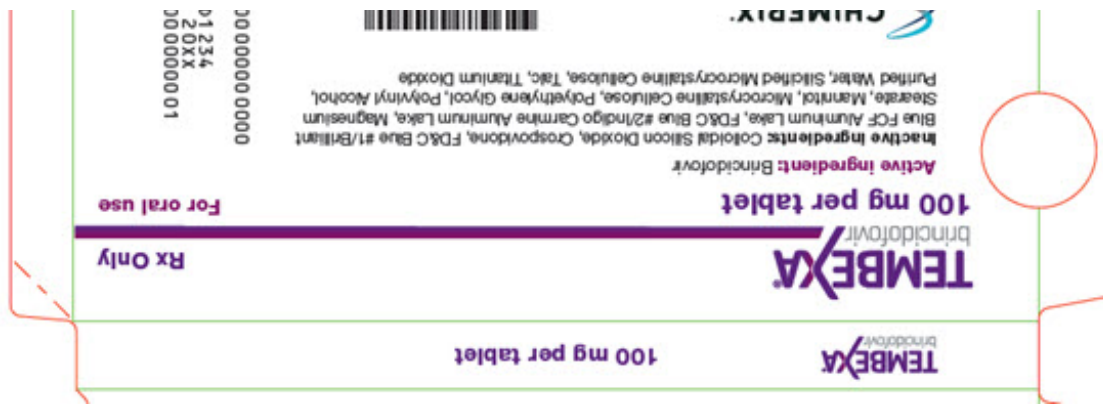 TEMBEXA
brincidofovir
100 mg per tablet
TEMBEXA®
brincidofovir
Rx Only
100 mg per tablet
For oral use
Active ingredient: Brincidofovir
Inactive ingredients: Colloidal Silicon Dioxide, Crospovidone, FD&C Blue #1/Brilliant
Blue FCF Aluminum Lake, FD&C Blue #2/Indigo Carmine Aluminum Lake, Magnesium
Stearate, Mannitol, Microcrystalline Cellulose, Polyethylene Glycol, Polyvinyl Alcohol,
Purified Water, Silicified Microcrystalline Cellulose, Talc, Titanium Dioxide
CHIMERIX
01 234
20XX